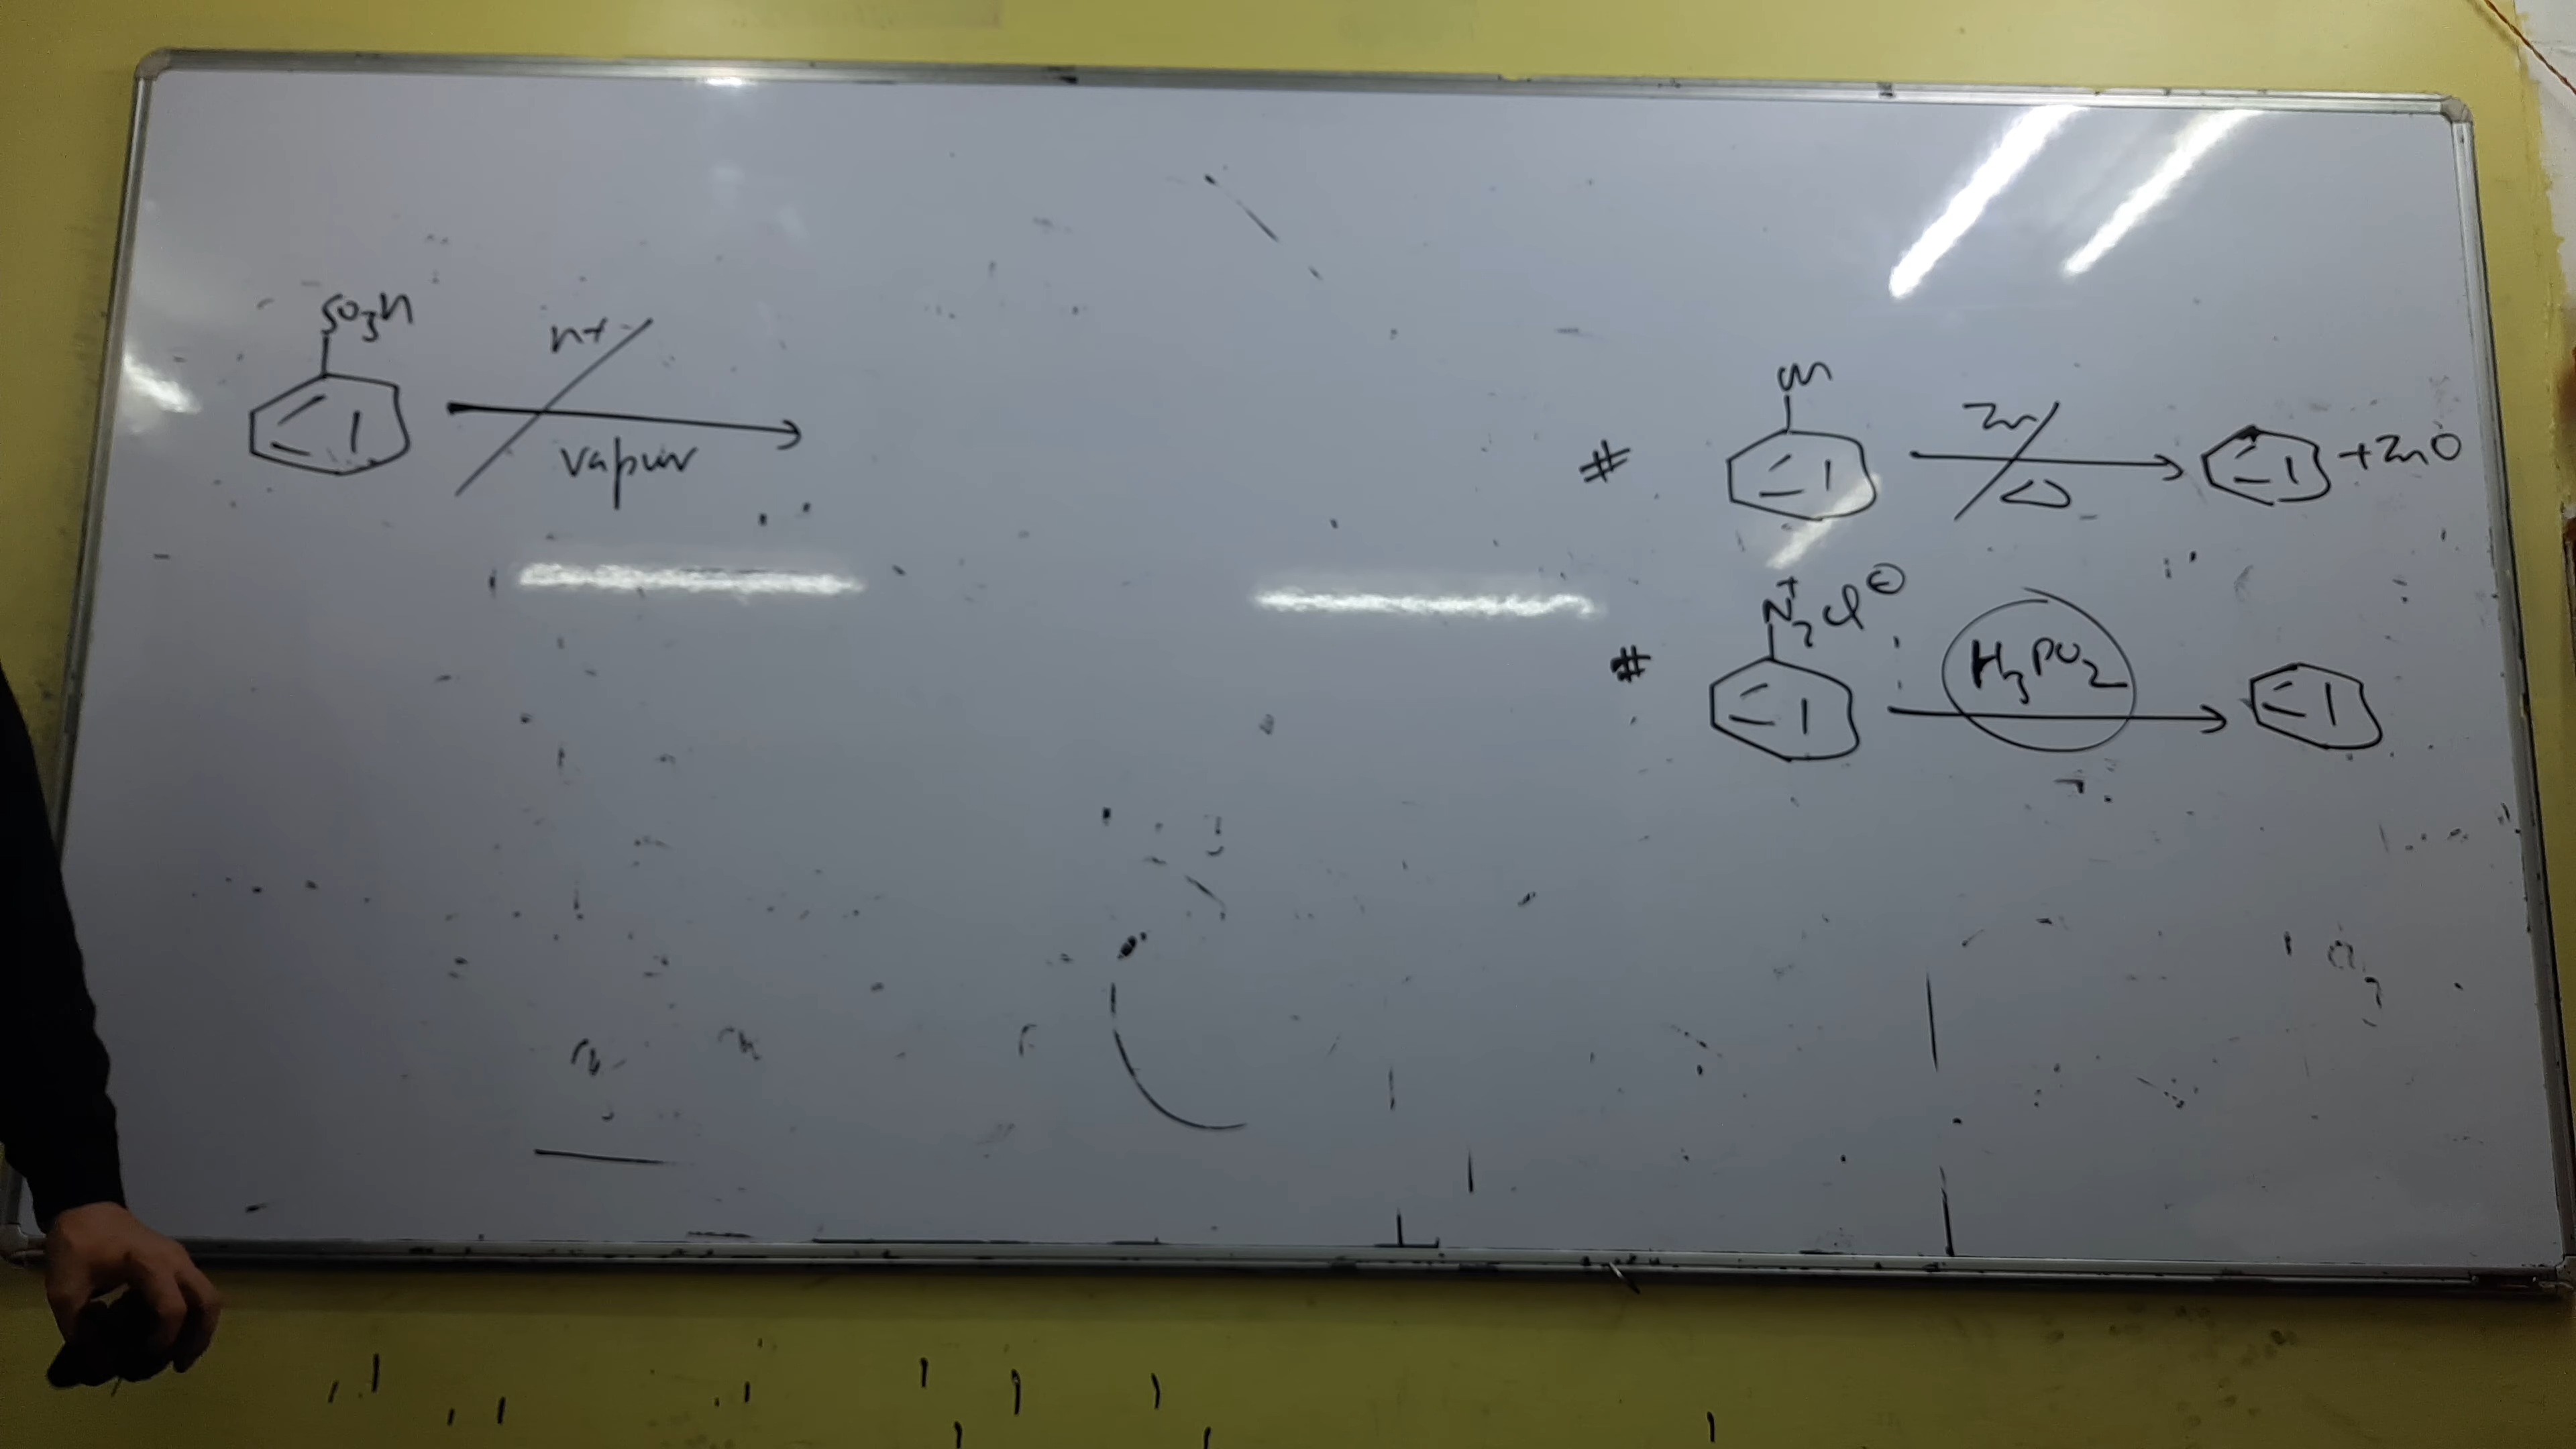 SO3H
H+
vapur
# OH
Zn
Δ
+ ZnO
# N2+ Cl⊖
H3PO2